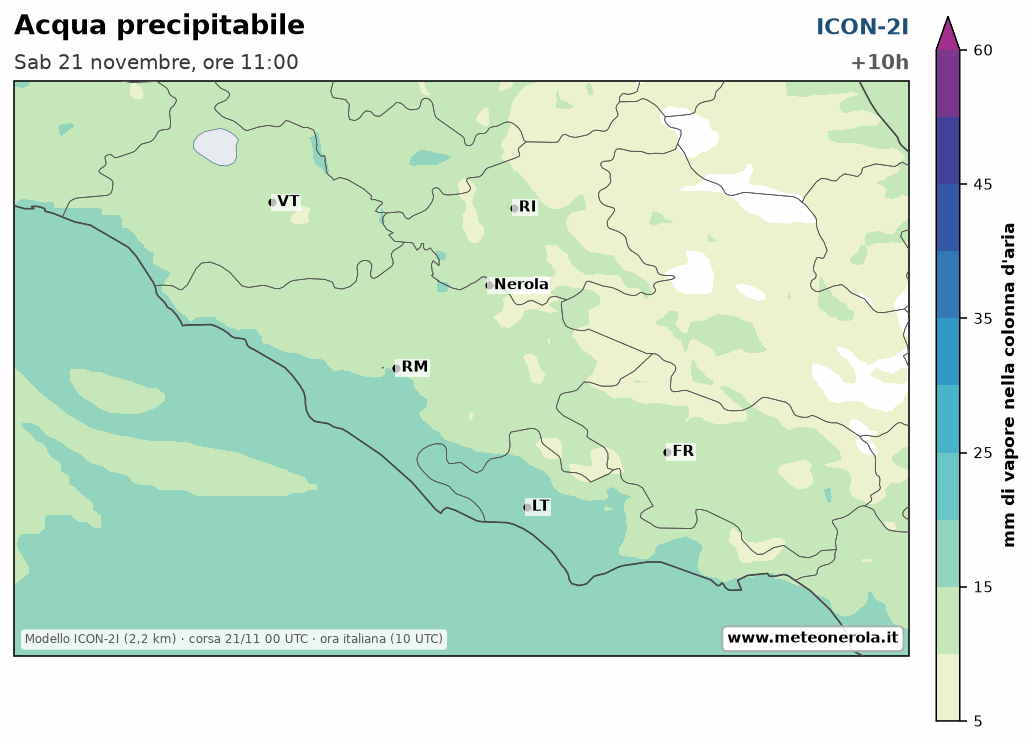 Acqua precipitabile
ICON-2I
Sab 21 novembre, ore 11:00
+10h
VT
RI
Nerola
RM
FR
LT
Modello ICON-2I (2,2 km) · corsa 21/11 00 UTC · ora italiana (10 UTC)
www.meteonerola.it
60
45
35
25
15
5
mm di vapore nella colonna d'aria